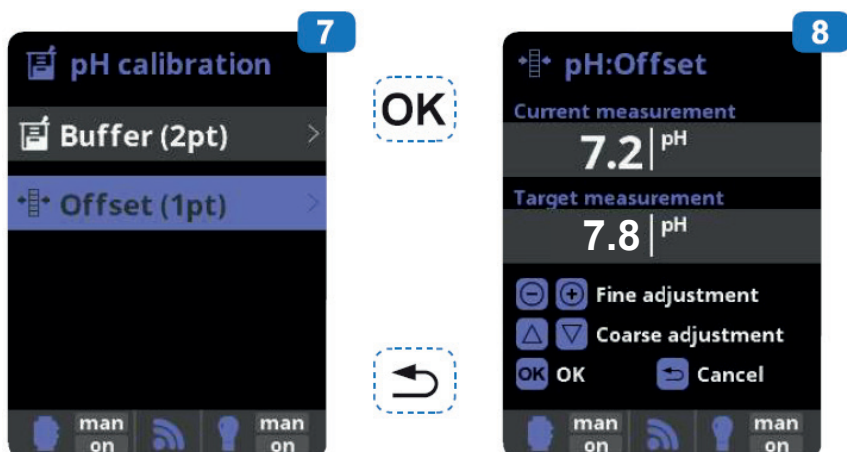 7
pH calibration
Buffer (2pt)
Offset (1pt)
man
on
man
on
OK
8
pH:Offset
Current measurement
7.2 pH
Target measurement
7.8 pH
Fine adjustment
Coarse adjustment
OK OK Cancel
man
on
man
on